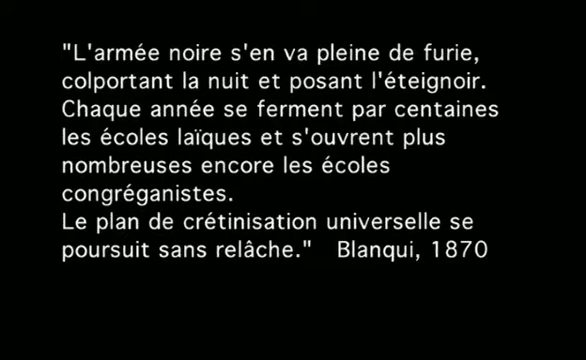 "L'armée noire s'en va pleine de furie,
colportant la nuit et posant l'éteignoir.
Chaque année se ferment par centaines
les écoles laïques et s'ouvrent plus
nombreuses encore les écoles
congréganistes.
Le plan de crétinisation universelle se
poursuit sans relâche."   Blanqui, 1870